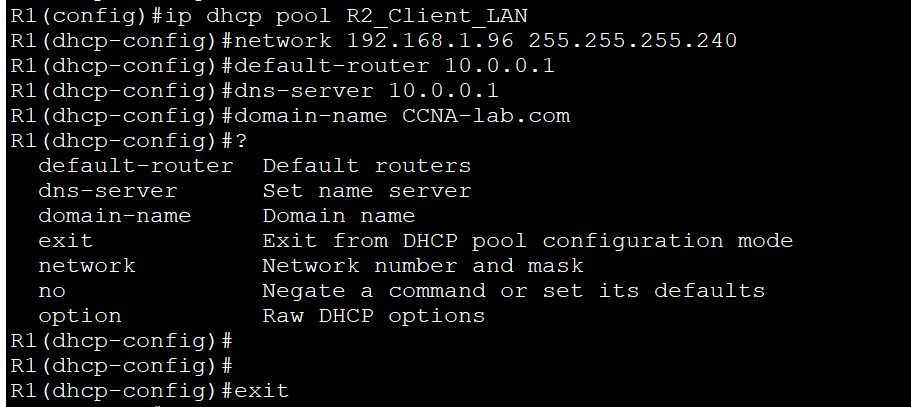 R1(config)#ip dhcp pool R2_Client_LAN
R1(dhcp-config)#network 192.168.1.96 255.255.255.240
R1(dhcp-config)#default-router 10.0.0.1
R1(dhcp-config)#dns-server 10.0.0.1
R1(dhcp-config)#domain-name CCNA-lab.com
R1(dhcp-config)#?
  default-router  Default routers
  dns-server      Set name server
  domain-name     Domain name
  exit            Exit from DHCP pool configuration mode
  network         Network number and mask
  no              Negate a command or set its defaults
  option          Raw DHCP options
R1(dhcp-config)#
R1(dhcp-config)#
R1(dhcp-config)#exit